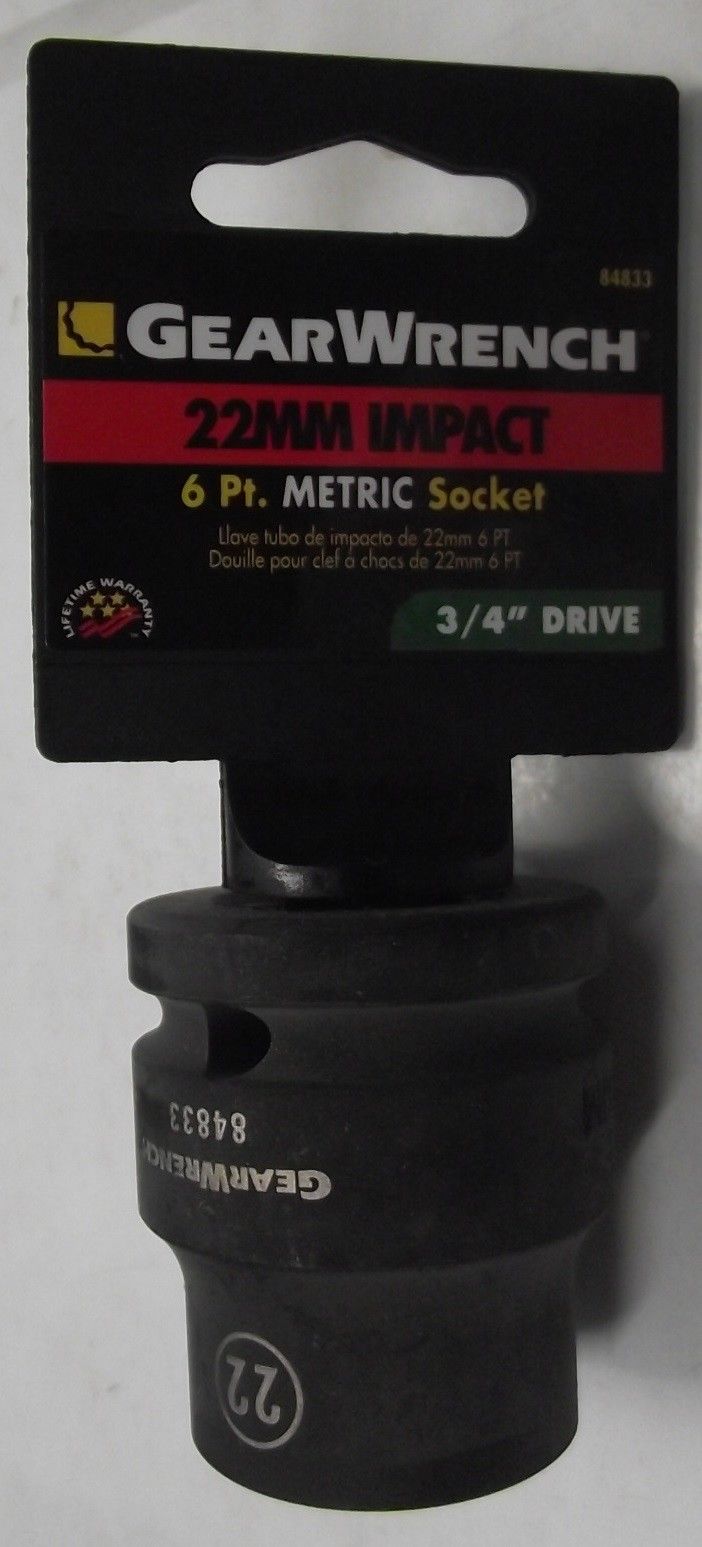 84833
GEARWRENCH
22MM IMPACT
6 Pt. METRIC Socket
Llave tubo de impacto de 22mm 6 PT
Douille pour clef à chocs de 22mm 6 PT
LIFETIME WARRANTY
™
3/4" DRIVE
84833
GEARWRENCH
22